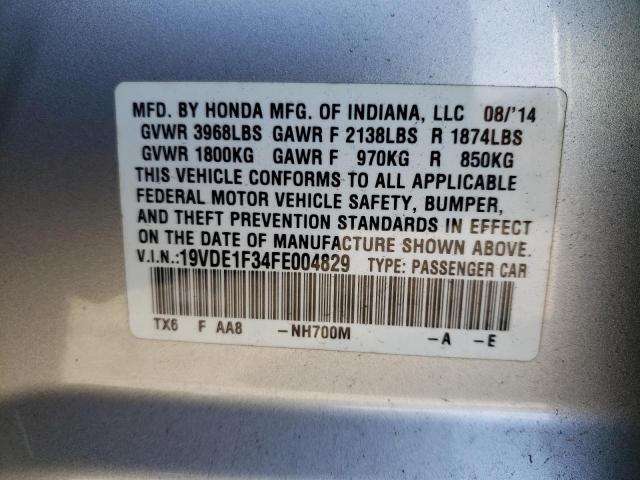 MFD. BY HONDA MFG. OF INDIANA, LLC 08/'14
GVWR 3968LBS GAWR F 2138LBS R 1874LBS
GVWR 1800KG GAWR F 970KG R 850KG
THIS VEHICLE CONFORMS TO ALL APPLICABLE
FEDERAL MOTOR VEHICLE SAFETY, BUMPER,
AND THEFT PREVENTION STANDARDS IN EFFECT
ON THE DATE OF MANUFACTURE SHOWN ABOVE.
V.I.N.:19VDE1F34FE004829 TYPE: PASSENGER CAR
TX6 F AA8 -NH700M -A -E